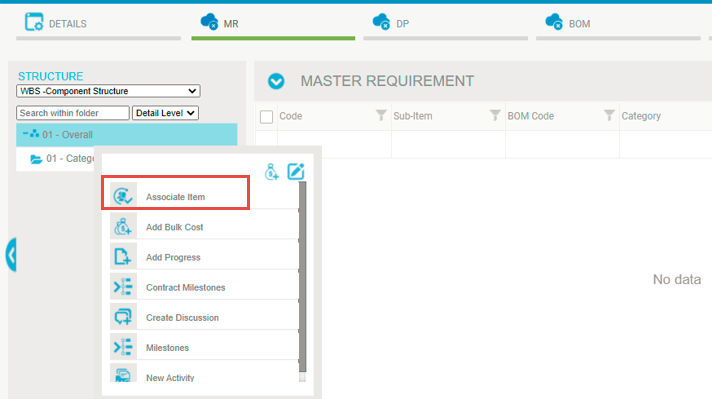 DETAILS
MR
DP
BOM
STRUCTURE
WBS -Component Structure
Search within folder
Detail Level
01 - Overall
01 - Catego
MASTER REQUIREMENT
Code
Sub-Item
BOM Code
Category
No data
Associate Item
Add Bulk Cost
Add Progress
Contract Milestones
Create Discussion
Milestones
New Activity